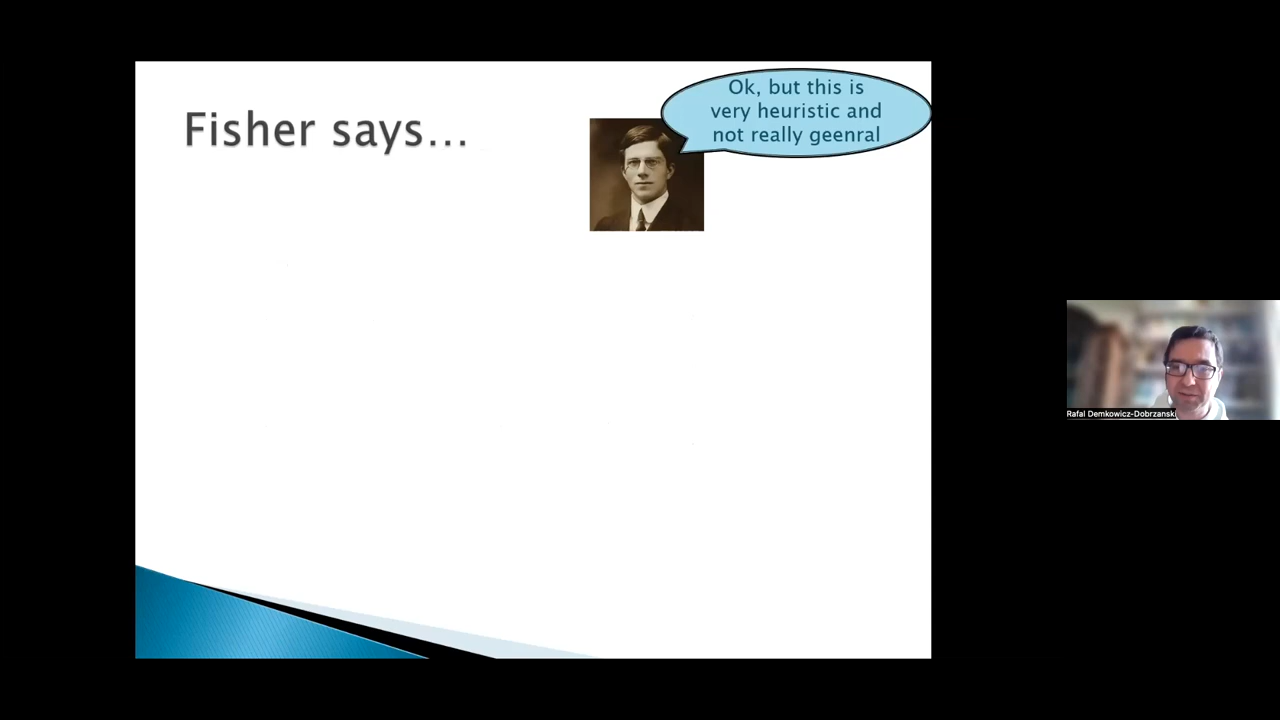 Fisher says...
Ok, but this is
very heuristic and
not really geenral
Rafal Demkowicz-Dobrzanski